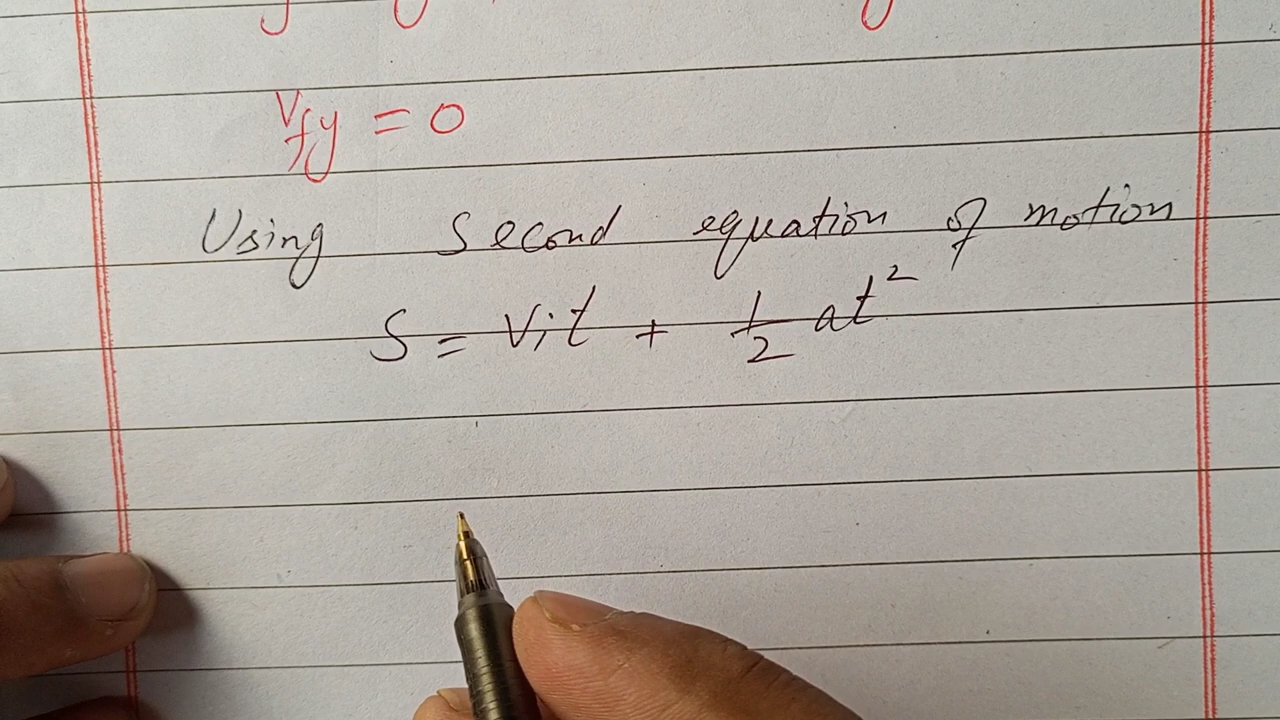 Vfy = 0
Using Second equation of motion
S = Vit + 1/2 at²